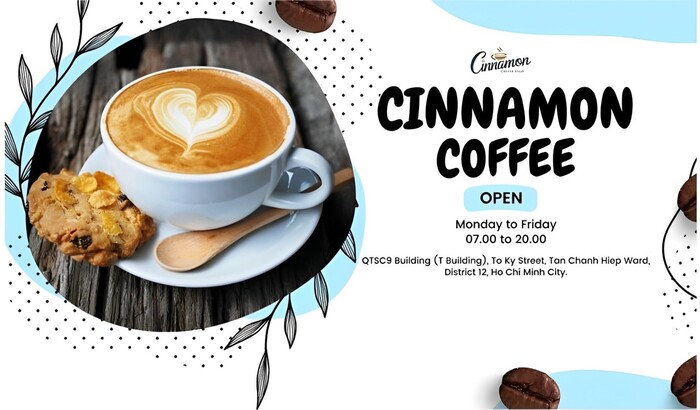 Cinnamon
COFFEE SHOP
CINNAMON
COFFEE
OPEN
Monday to Friday
07.00 to 20.00
QTSC9 Building (T Building), To Ky Street, Tan Chanh Hiep Ward,
District 12, Ho Chi Minh City.